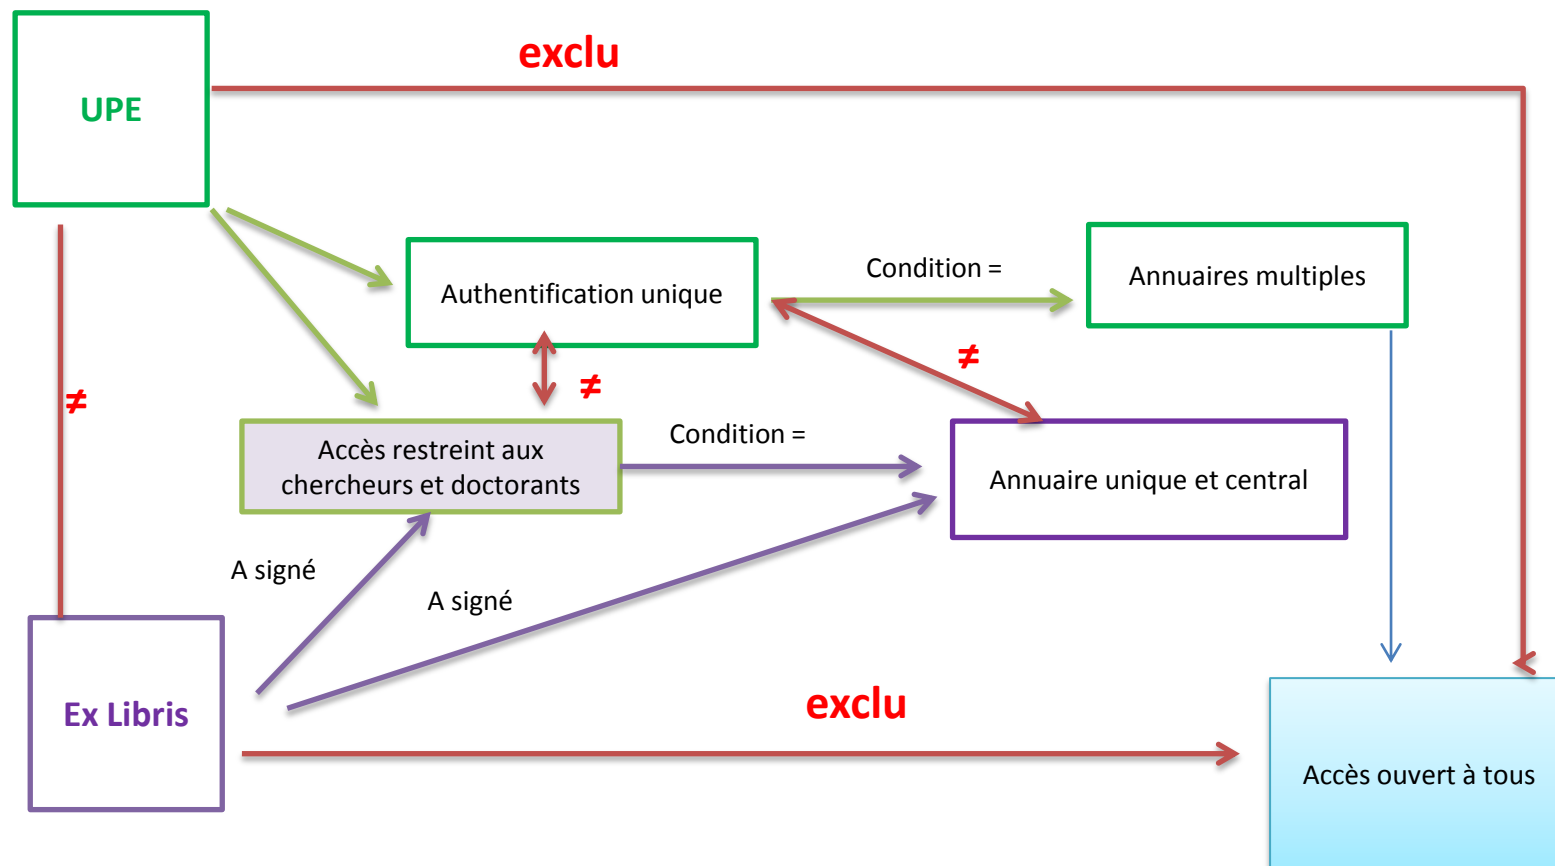 exclu
UPE
Authentification unique
Condition =
Annuaires multiples
≠
≠
≠
Accès restreint aux
chercheurs et doctorants
Condition =
Annuaire unique et central
A signé
A signé
Ex Libris
exclu
Accès ouvert à tous